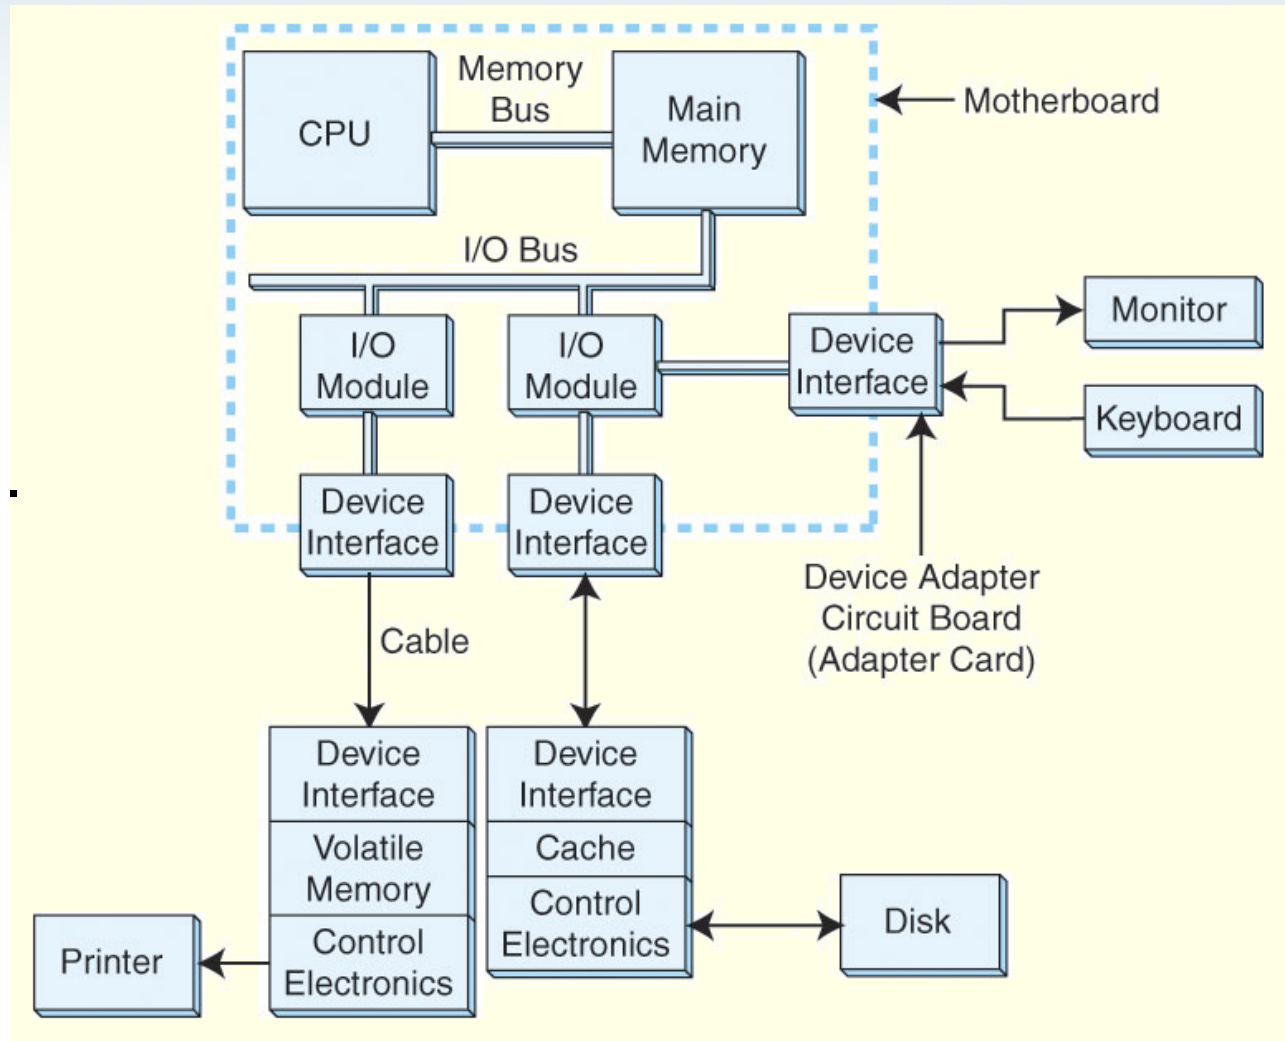 CPU
Memory
Bus
Main
Memory
Motherboard
I/O Bus
I/O
Module
I/O
Module
Device
Interface
Monitor
Keyboard
Device
Interface
Device
Interface
Device Adapter
Circuit Board
(Adapter Card)
Cable
Device
Interface
Volatile
Memory
Control
Electronics
Device
Interface
Cache
Control
Electronics
Printer
Disk